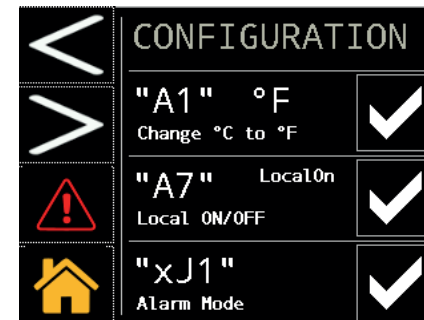 CONFIGURATION
"A1" °F
Change °C to °F
"A7" LocalOn
Local ON/OFF
"xJ1"
Alarm Mode